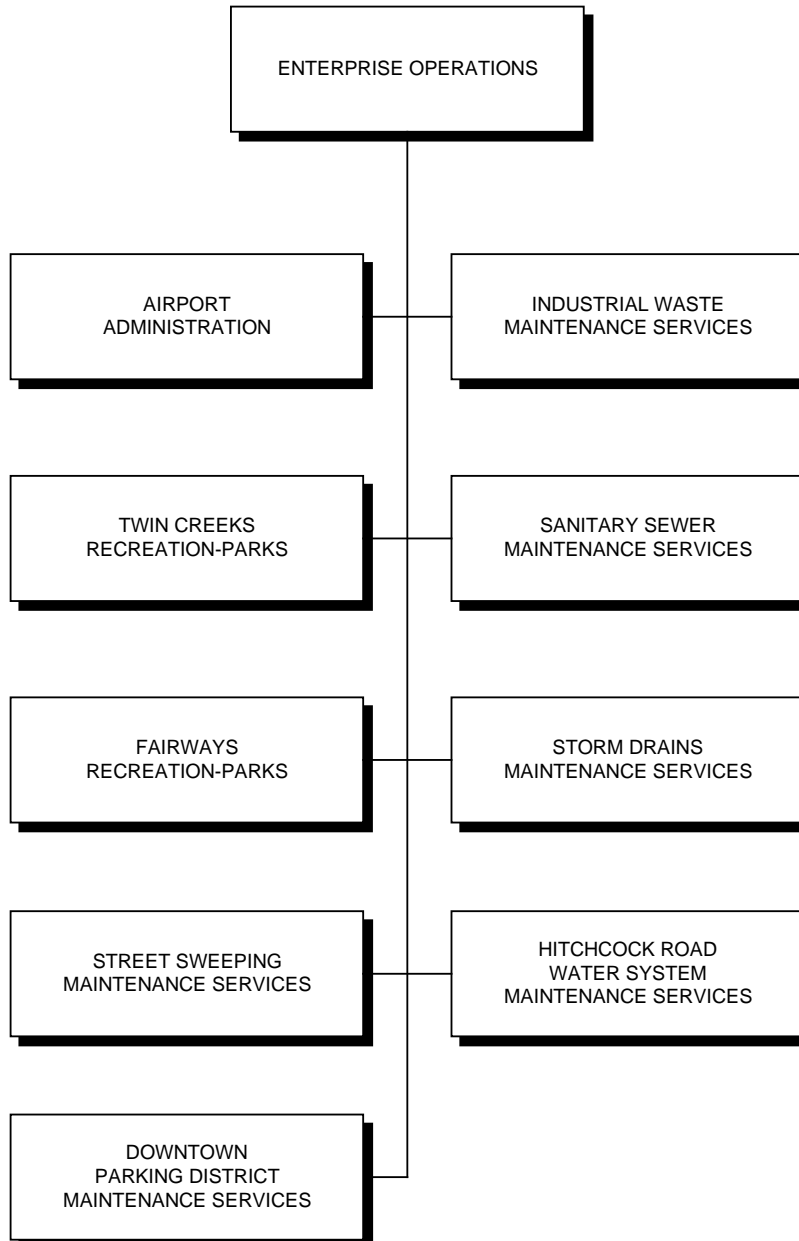 ENTERPRISE OPERATIONS
AIRPORT
ADMINISTRATION
INDUSTRIAL WASTE
MAINTENANCE SERVICES
TWIN CREEKS
RECREATION-PARKS
SANITARY SEWER
MAINTENANCE SERVICES
FAIRWAYS
RECREATION-PARKS
STORM DRAINS
MAINTENANCE SERVICES
STREET SWEEPING
MAINTENANCE SERVICES
HITCHCOCK ROAD
WATER SYSTEM
MAINTENANCE SERVICES
DOWNTOWN
PARKING DISTRICT
MAINTENANCE SERVICES